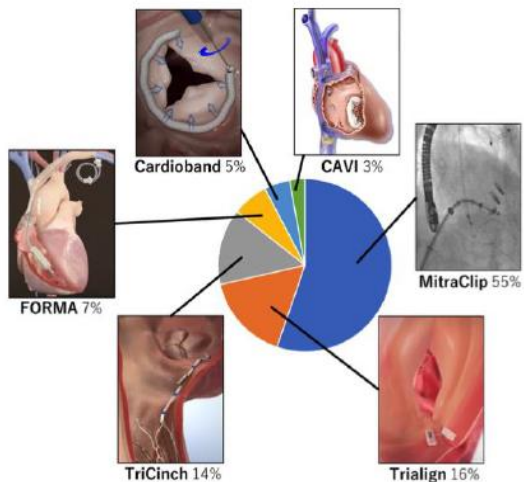 Cardioband 5%
CAVI 3%
MitraClip 55%
FORMA 7%
TriCinch 14%
Trialign 16%